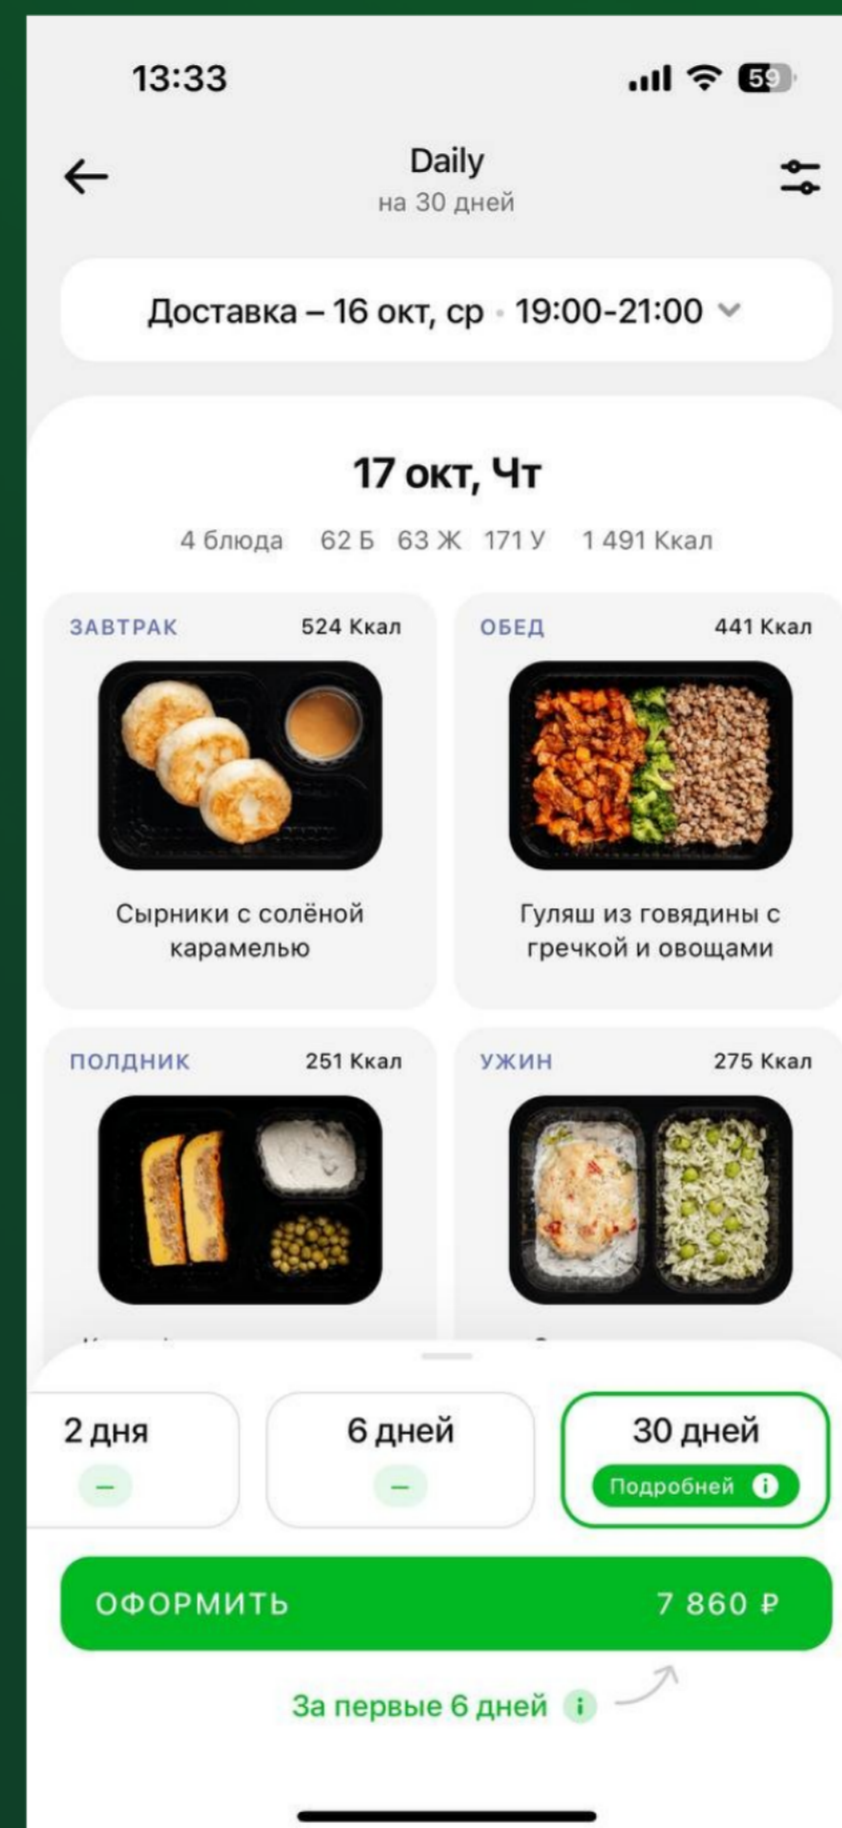 13:33
59
Daily
на 30 дней
Доставка – 16 окт, ср • 19:00-21:00
17 окт, Чт
4 блюда 62 Б 63 Ж 171 У 1 491 Ккал
ЗАВТРАК 524 Ккал
ОБЕД 441 Ккал
Сырники с солёной
карамелью
Гуляш из говядины с
гречкой и овощами
ПОЛДНИК 251 Ккал
УЖИН 275 Ккал
2 дня
–
6 дней
–
30 дней
Подробней i
ОФОРМИТЬ 7 860 ₽
За первые 6 дней i